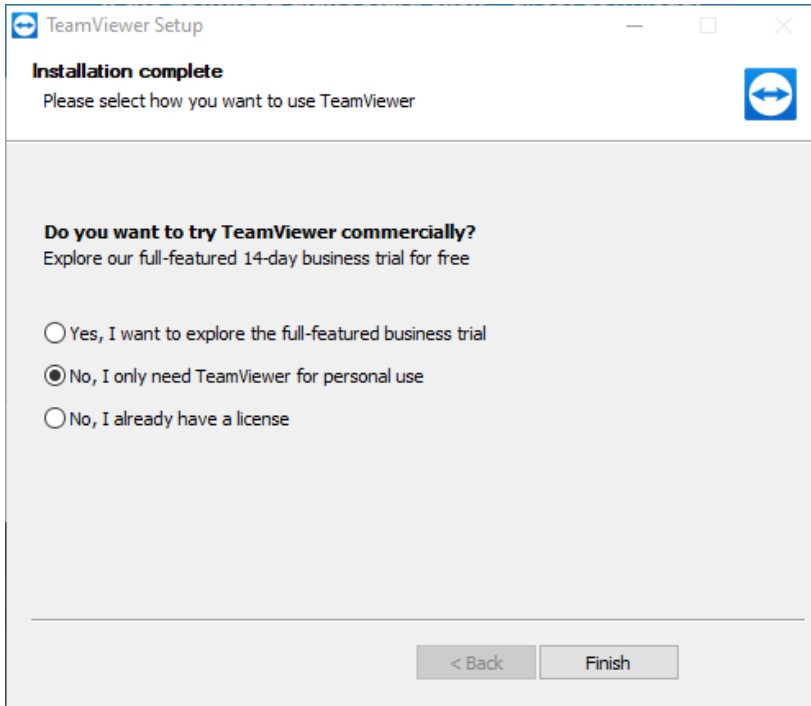 TeamViewer Setup
Installation complete
Please select how you want to use TeamViewer
Do you want to try TeamViewer commercially?
Explore our full-featured 14-day business trial for free
Yes, I want to explore the full-featured business trial
No, I only need TeamViewer for personal use
No, I already have a license
< Back
Finish